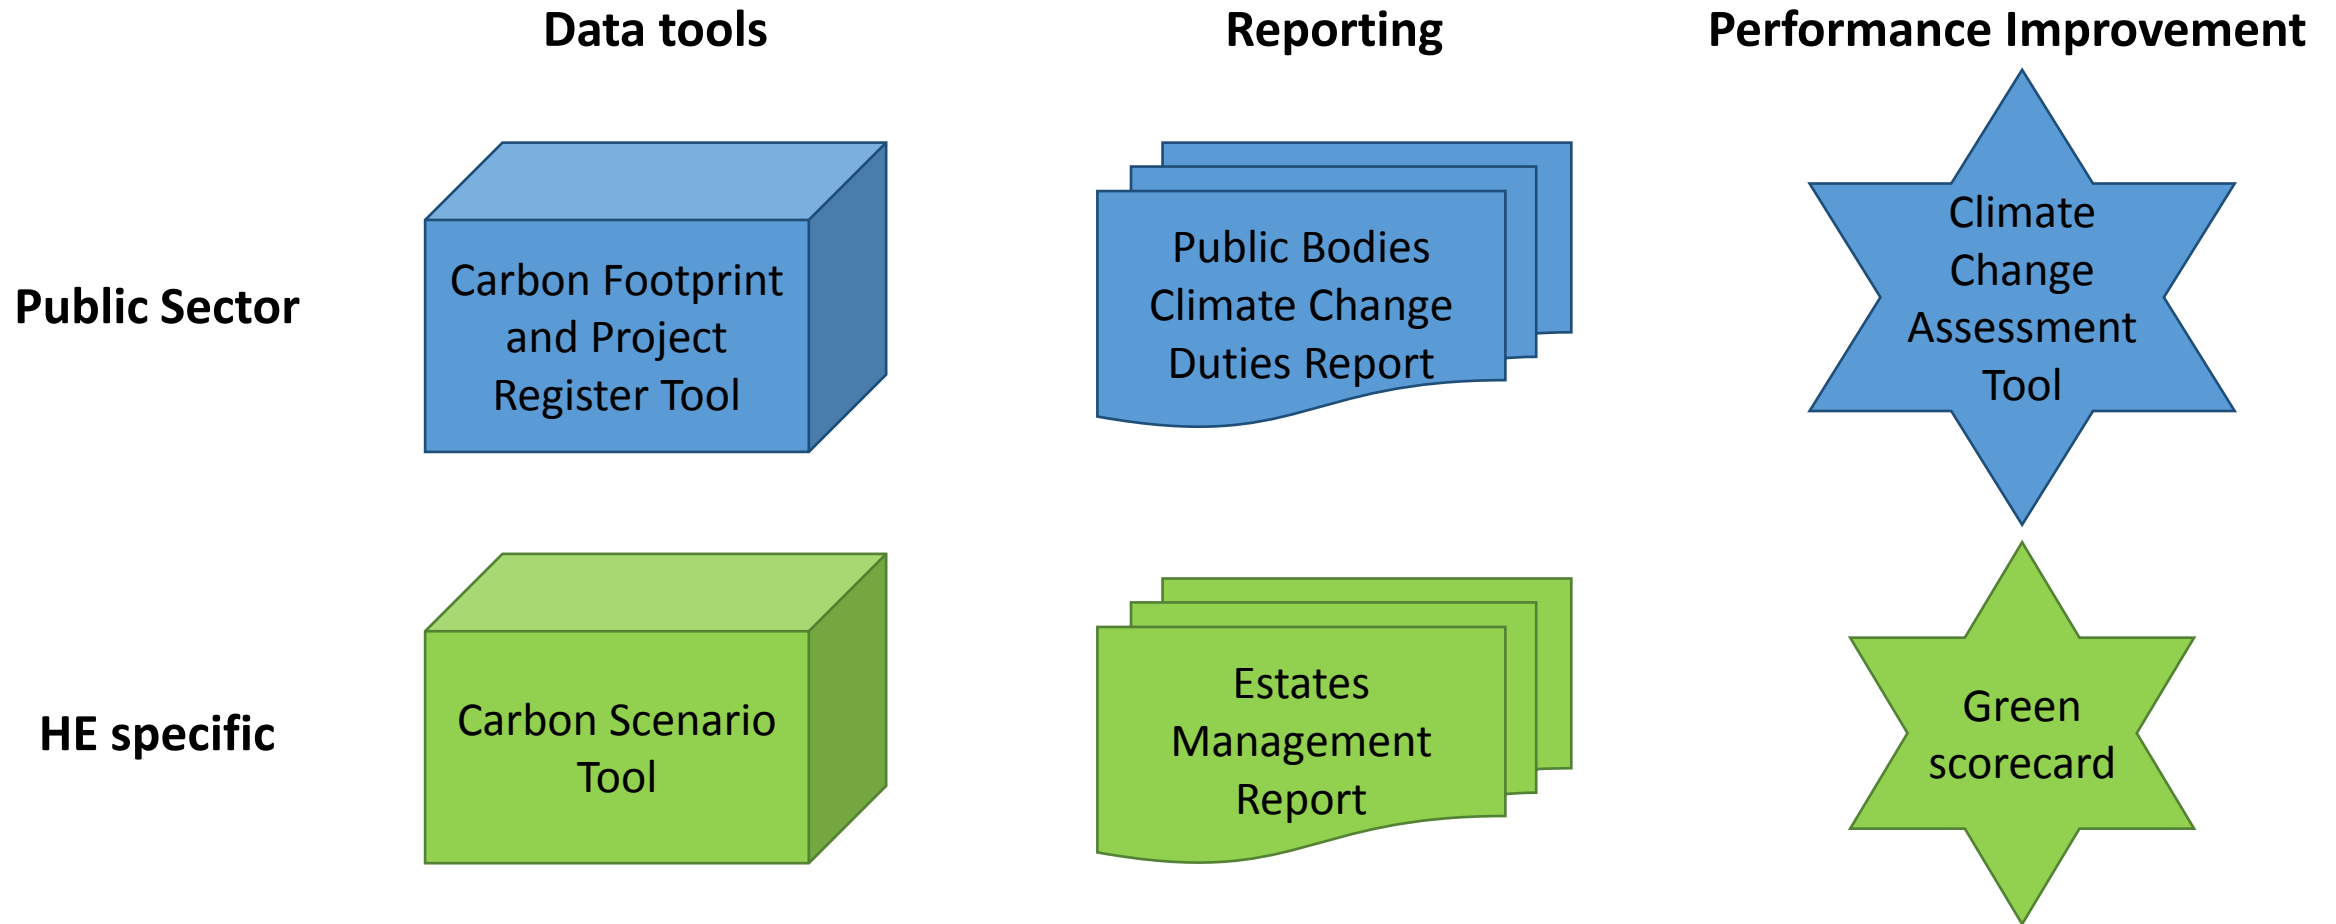 Data tools
Reporting
Performance Improvement
Public Sector
Carbon Footprint
and Project
Register Tool
Public Bodies
Climate Change
Duties Report
Climate
Change
Assessment
Tool
HE specific
Carbon Scenario
Tool
Estates
Management
Report
Green
scorecard